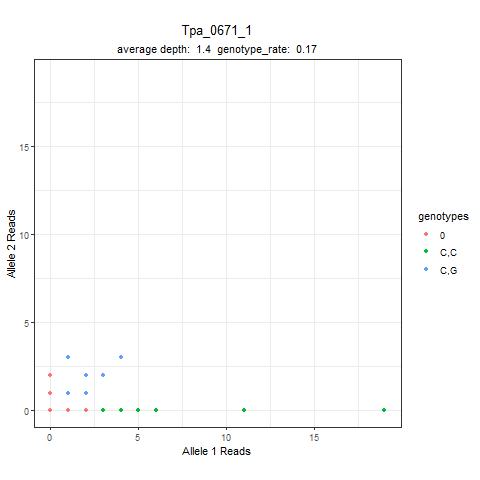 Tpa_0671_1
average depth: 1.4 genotype_rate: 0.17
Allele 2 Reads
15
10
5
0
0
5
10
15
Allele 1 Reads
genotypes
0
C,C
C,G